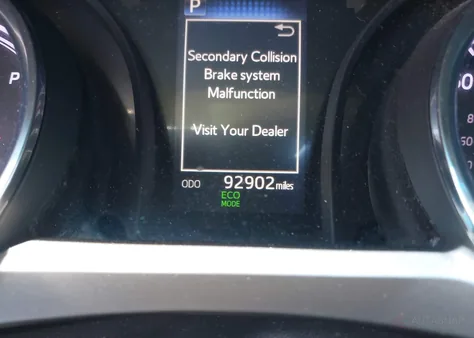 P
Secondary Collision
Brake system
Malfunction
Visit Your Dealer
ODO 92902 miles
ECO
MODE
P